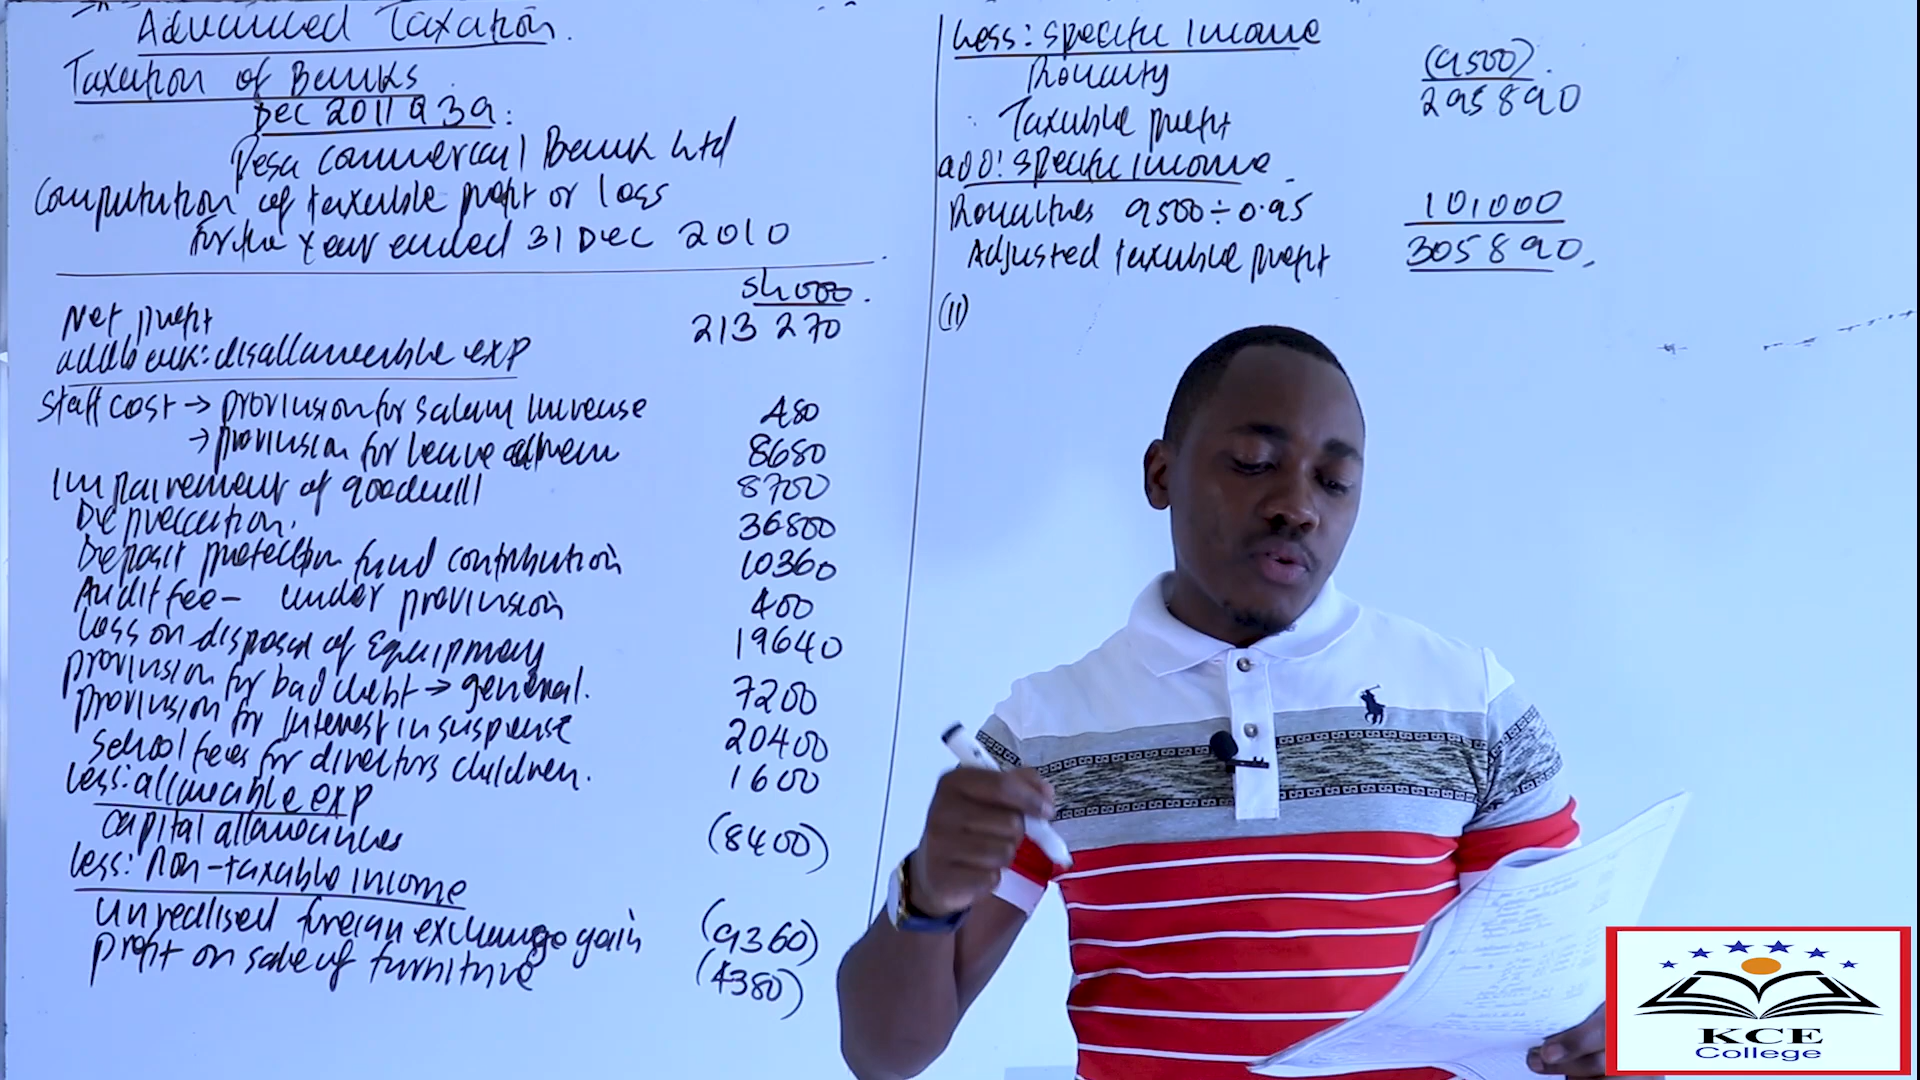 Advanced Taxation.
Taxation of Banks
Dec 2011 Q 3a:
Pesa commercial Bank Ltd
Computation of taxable profit or loss
for the Year ended 31 Dec 2010
sh 000
Net profit 213 270
add back: disallowable exp
Staff cost → provision for salary increase 480
→ provision for leave 8680
Impairement of goodwill 8700
Depreciation. 36800
Deposit protection fund contribution 10360
Audit fee - under provision 400
Loss on disposal of Equipment 19640
provision for bad debt → general. 7200
provision for interest in suspense 20400
School fees for directors children. 1600
Less: allowable exp
capital allowances (8400)
Less: Non-taxable income
Unrealised foreign exchange gain (9360)
profit on sale of furniture (4380)
Less: specific income
Royalty (9500)
Taxable profit 295890
add: specific income
Royalties 9500 ÷ 0.95 101000
Adjusted taxable profit 305890
(11)
KCE
College